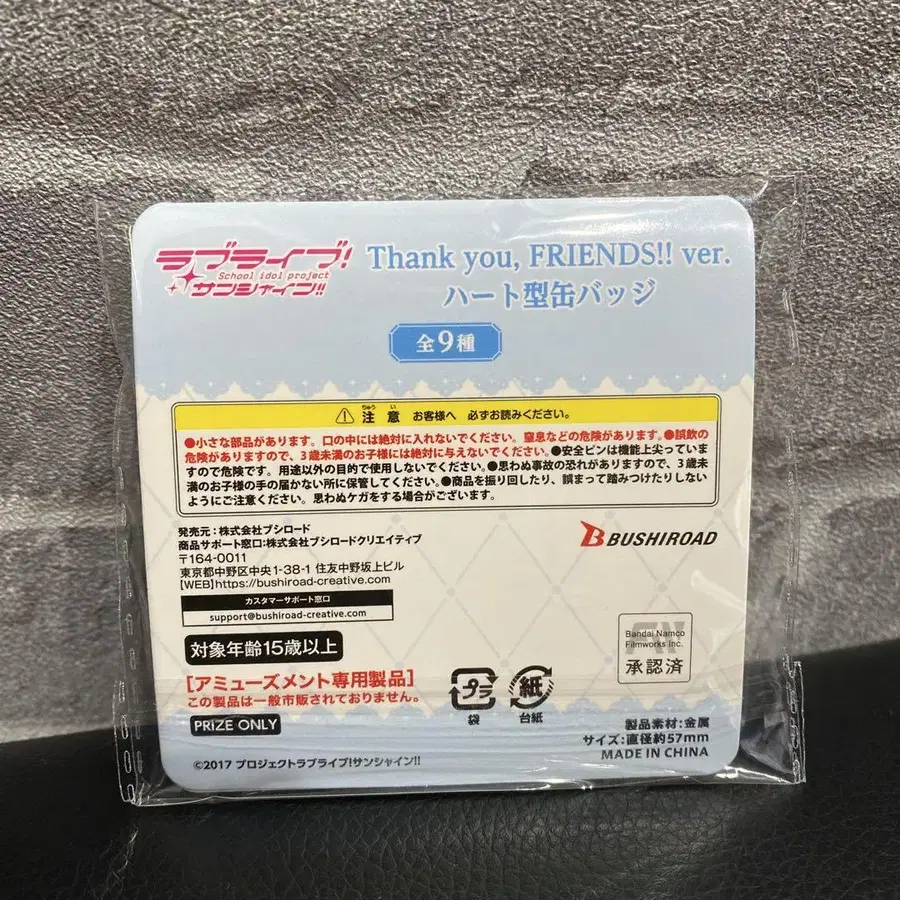 ラブライブ!
School idol project
サンシャイン!!
Thank you, FRIENDS!! ver.
ハート型缶バッジ
全9種
ちゅう い
注意 お客様へ 必ずお読みください。
●小さな部品があります。口の中には絶対に入れないでください。窒息などの危険があります。●誤飲の
危険がありますので、3歳未満のお子様には絶対に与えないでください。●安全ピンは機能上尖っていま
すので危険です。用途以外の目的で使用しないでください。●思わぬ事故の恐れがありますので、3歳未
満のお子様の手の届かない所に保管してください。●商品を振り回したり、誤まって踏みつけたりしない
ようにご注意ください。思わぬケガをする場合がございます。
発売元:株式会社ブシロード
商品サポート窓口:株式会社ブシロードクリエイティブ
〒164-0011
東京都中野区中央1-38-1 住友中野坂上ビル
【WEB】https://bushiroad-creative.com
カスタマーサポート窓口
support@bushiroad-creative.com
BUSHIROAD
対象年齢15歳以上
[アミューズメント専用製品]
この製品は一般市販されておりません。
PRIZE ONLY
プラ
袋
紙
台紙
Bandai Namco
Filmworks Inc.
承認済
製品素材:金属
サイズ:直径約57mm
MADE IN CHINA
©2017 プロジェクトラブライブ!サンシャイン!!